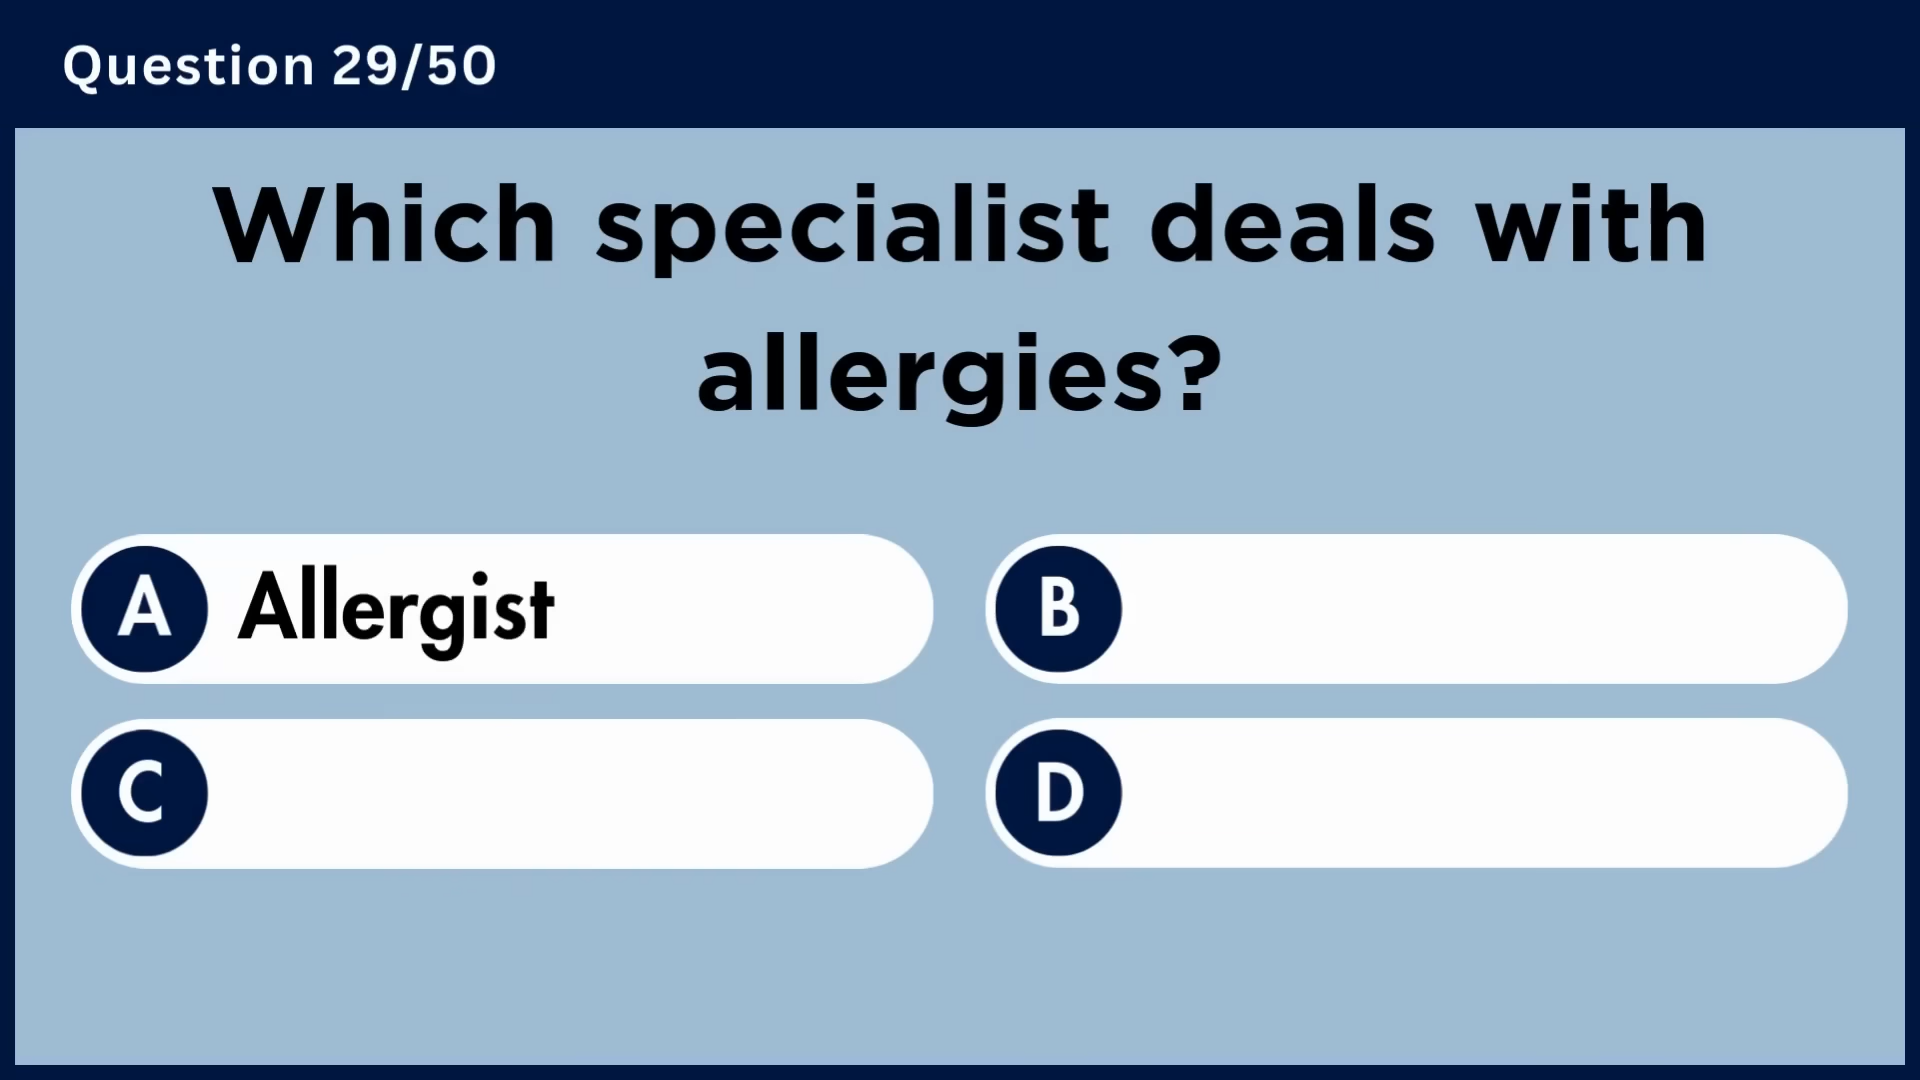 Question 29/50
Which specialist deals with
allergies?
A Allergist
B
C
D